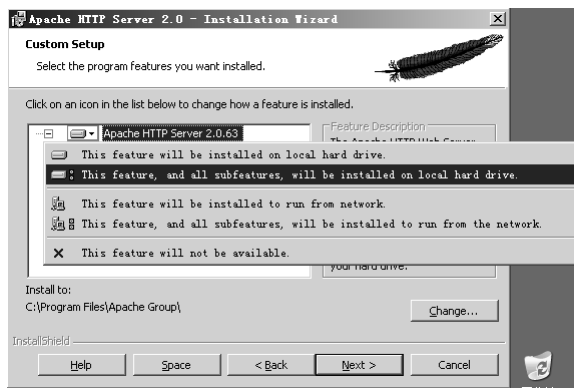 Apache HTTP Server 2.0 - Installation Wizard
Custom Setup
Select the program features you want installed.
Click on an icon in the list below to change how a feature is installed.
Apache HTTP Server 2.0.63
Feature Description
The Apache HTTP Web Server
This feature will be installed on local hard drive.
This feature, and all subfeatures, will be installed on local hard drive.
This feature will be installed to run from network.
This feature, and all subfeatures, will be installed to run from the network.
This feature will not be available.
your hard drive.
Install to:
C:\Program Files\Apache Group\
Change...
InstallShield
Help Space < Back Next > Cancel